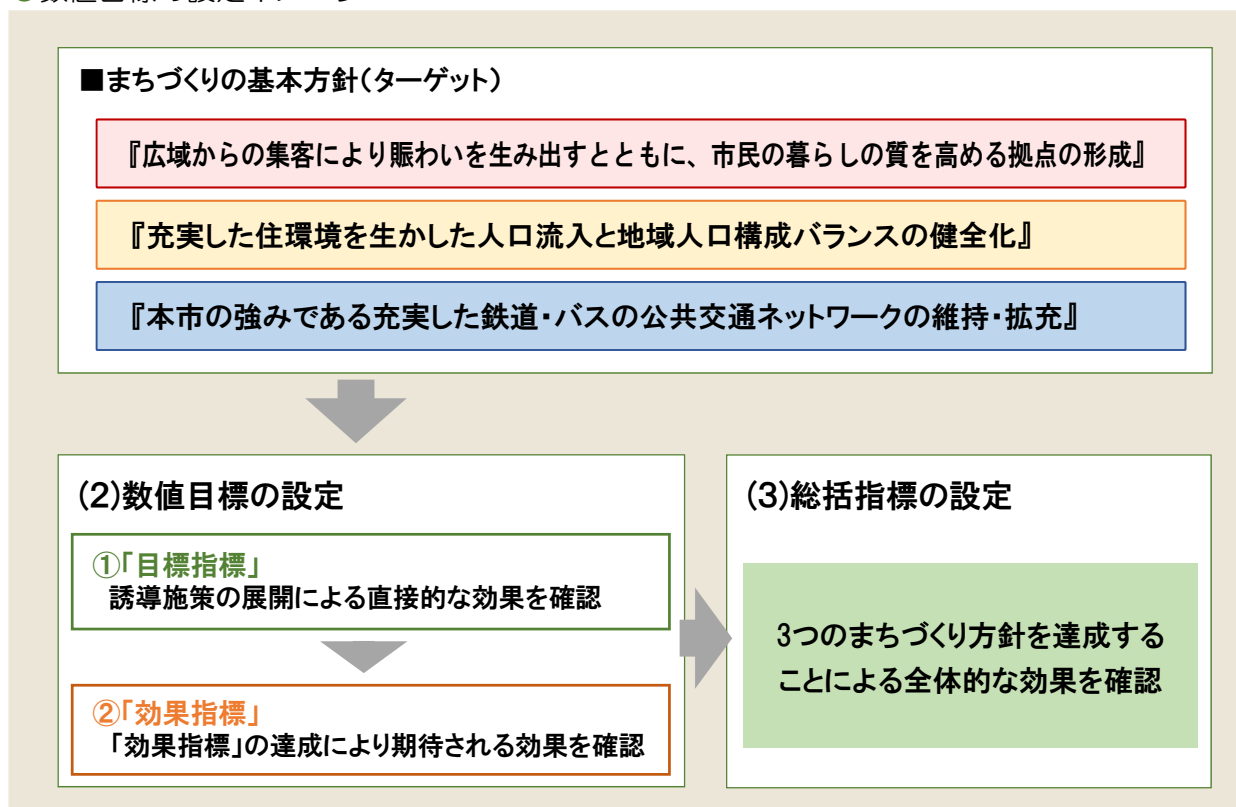 ■まちづくりの基本方針（ターゲット）
『広域からの集客により賑わいを生み出すとともに、市民の暮らしの質を高める拠点の形成』
『充実した住環境を生かした人口流入と地域人口構成バランスの健全化』
『本市の強みである充実した鉄道・バスの公共交通ネットワークの維持・拡充』
(2)数値目標の設定
①「目標指標」
誘導施策の展開による直接的な効果を確認
②「効果指標」
「効果指標」の達成により期待される効果を確認
(3)総括指標の設定
3つのまちづくり方針を達成する
ことによる全体的な効果を確認